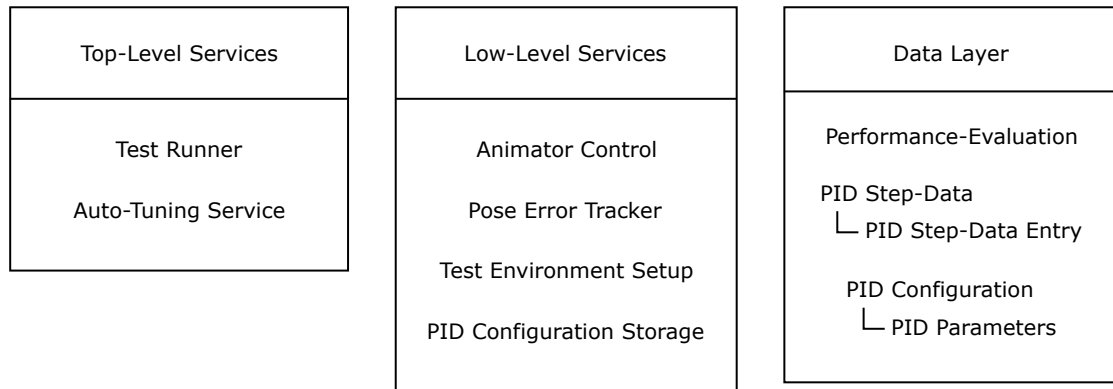 Top-Level Services
Test Runner
Auto-Tuning Service
Low-Level Services
Animator Control
Pose Error Tracker
Test Environment Setup
PID Configuration Storage
Data Layer
Performance-Evaluation
PID Step-Data
PID Step-Data Entry
PID Configuration
PID Parameters